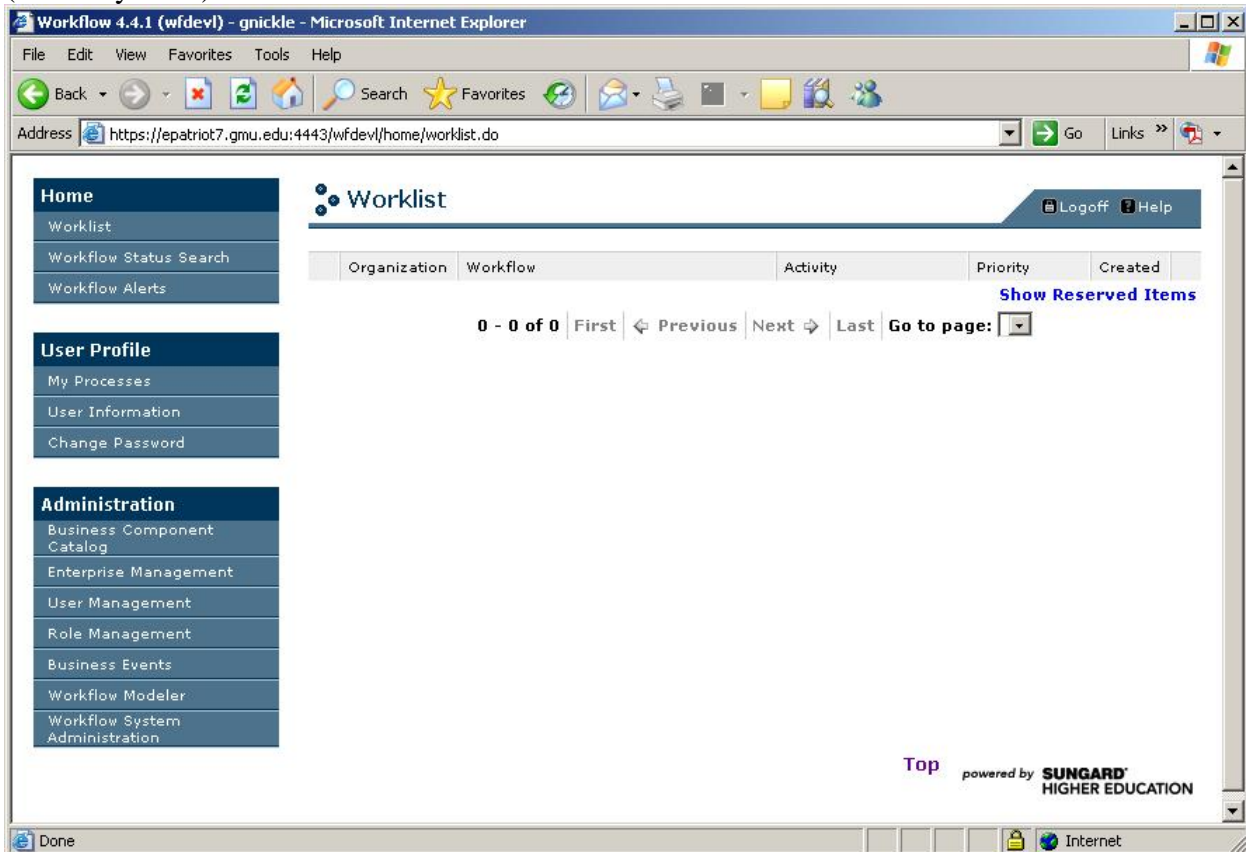 Workflow 4.4.1 (wfdevl) - gnickle - Microsoft Internet Explorer
File Edit View Favorites Tools Help
Back Search Favorites
Address https://epatriot7.gmu.edu:4443/wfdevl/home/worklist.do Go Links »
Home
Worklist
Workflow Status Search
Workflow Alerts
User Profile
My Processes
User Information
Change Password
Administration
Business Component
Catalog
Enterprise Management
User Management
Role Management
Business Events
Workflow Modeler
Workflow System
Administration
Worklist
Logoff Help
Organization Workflow Activity Priority Created
Show Reserved Items
0 - 0 of 0 First Previous Next Last Go to page:
Top
powered by SUNGARD
HIGHER EDUCATION
Done Internet